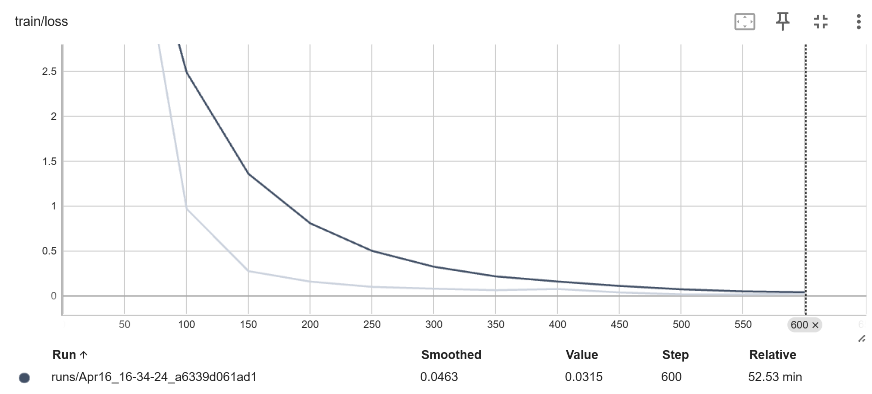 train/loss
2.5
2
1.5
1
0.5
0
50 100 150 200 250 300 350 400 450 500 550 600 ×
Run ↑ Smoothed Value Step Relative
runs/Apr16_16-34-24_a6339d061ad1 0.0463 0.0315 600 52.53 min